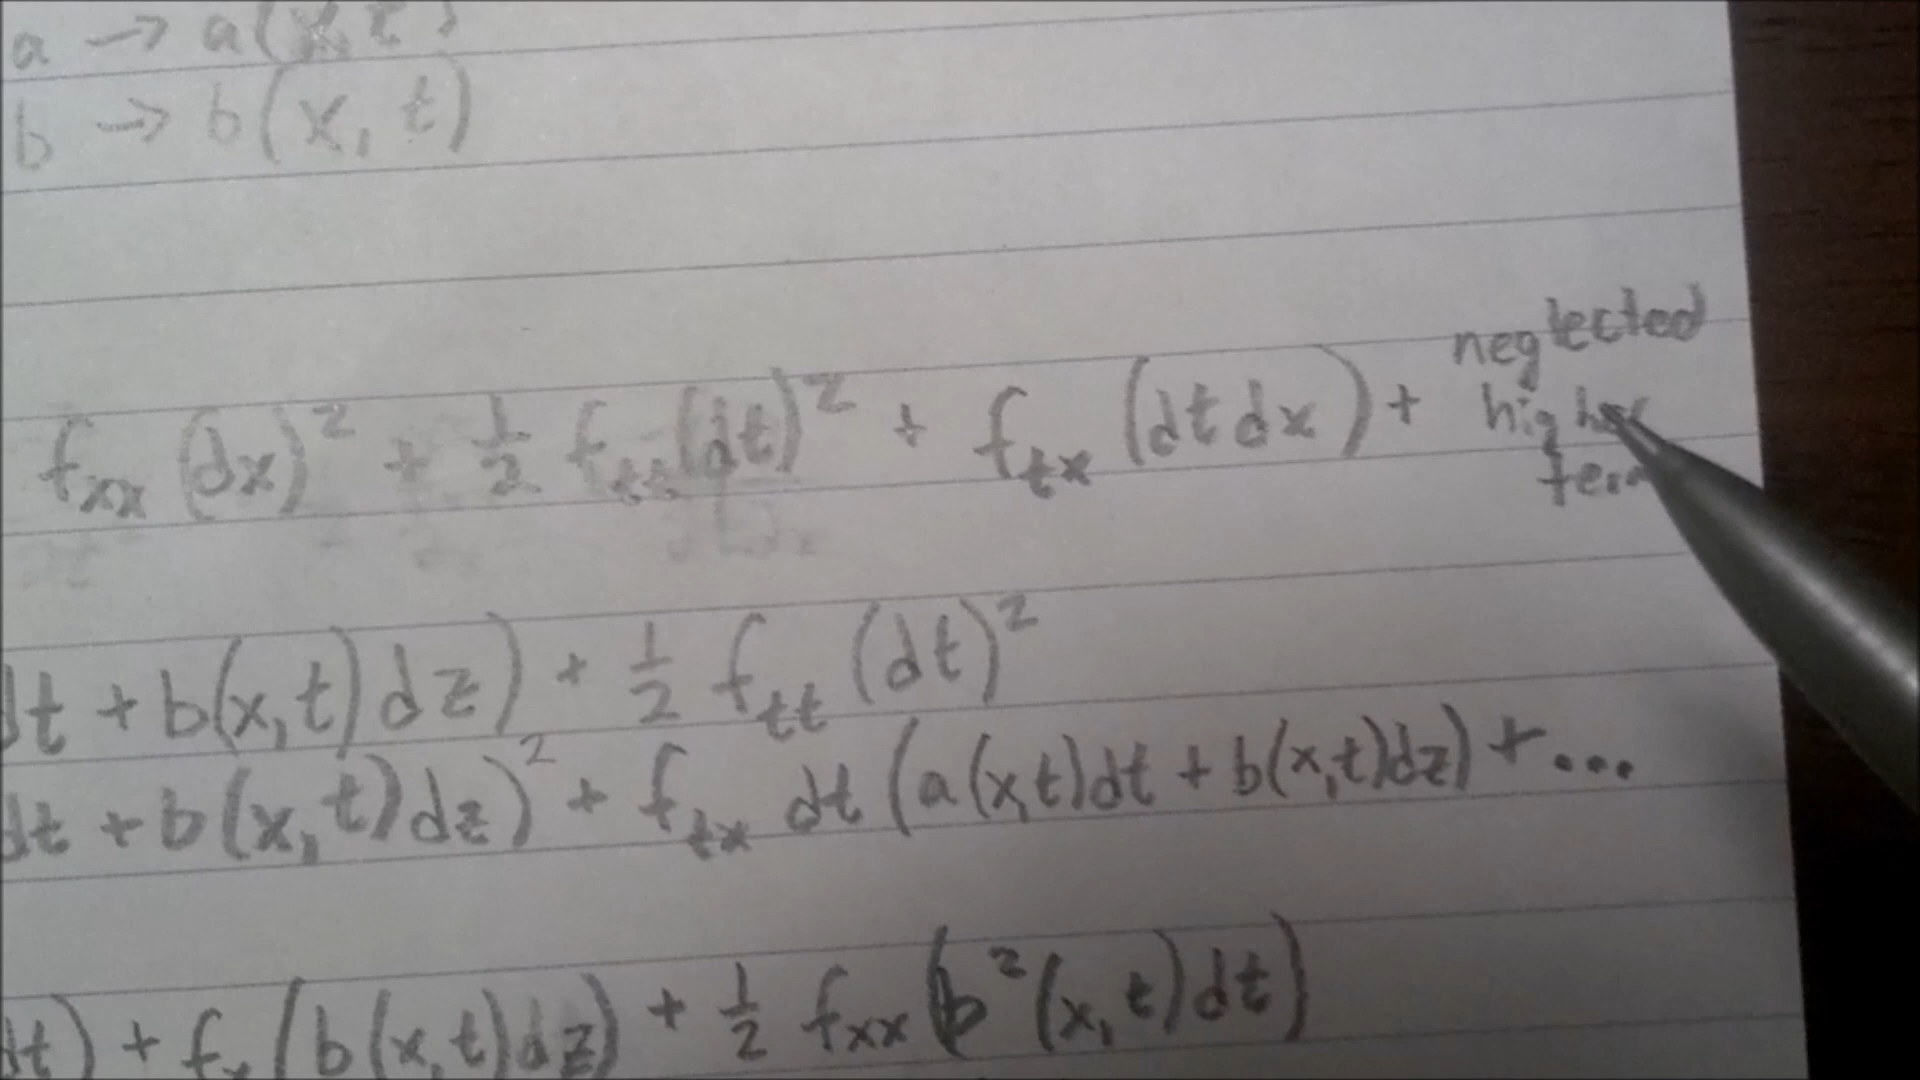 a → a(x,t)
b → b(x, t)
neglected
f_xx (dx)² + 1/2 f_tt (dt)² + f_tx (dt dx) + higher
dt + b(x,t) dz) + 1/2 f_tt (dt)²
dt + b(x,t) dz)² + f_tx dt (a(x,t)dt + b(x,t)dz) + ...
dt) + f_x (b(x,t)dz) + 1/2 f_xx (b²(x,t)dt)